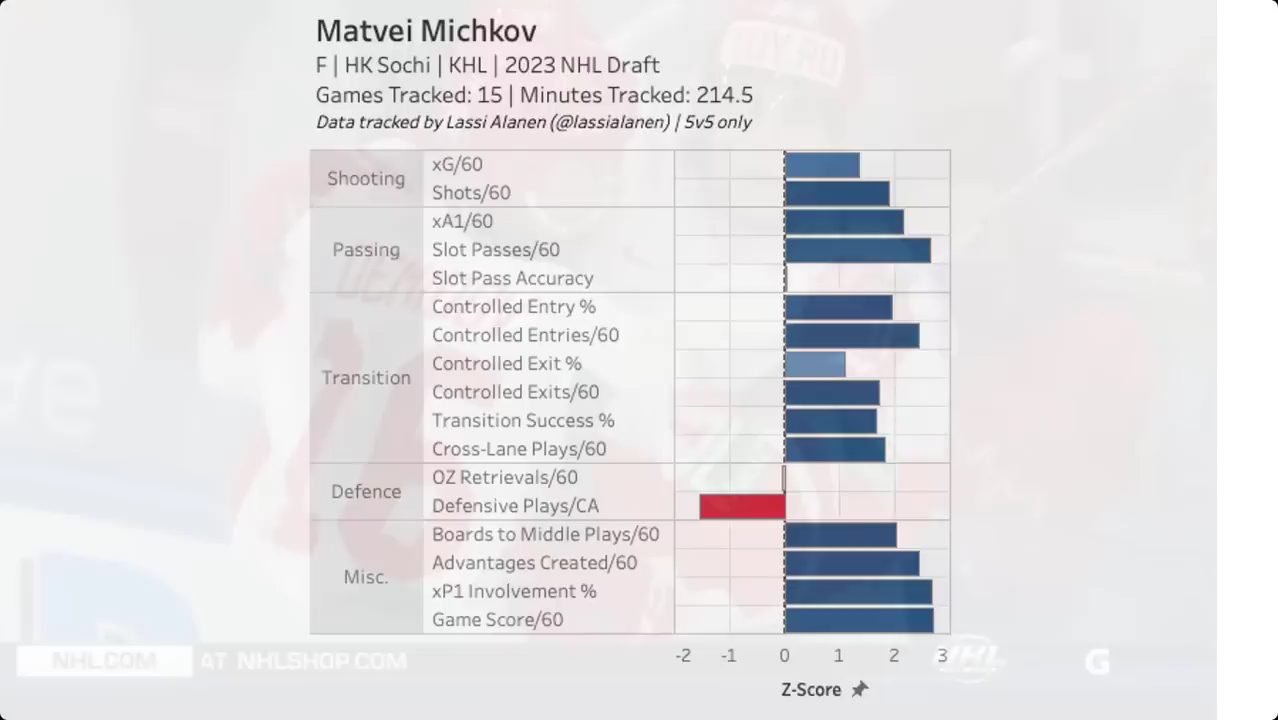 Matvei Michkov
F | HK Sochi | KHL | 2023 NHL Draft
Games Tracked: 15 | Minutes Tracked: 214.5
Data tracked by Lassi Alanen (@lassialanen) | 5v5 only
Shooting
xG/60
Shots/60
Passing
xA1/60
Slot Passes/60
Slot Pass Accuracy
Transition
Controlled Entry %
Controlled Entries/60
Controlled Exit %
Controlled Exits/60
Transition Success %
Cross-Lane Plays/60
Defence
OZ Retrievals/60
Defensive Plays/CA
Misc.
Boards to Middle Plays/60
Advantages Created/60
xP1 Involvement %
Game Score/60
-2 -1 0 1 2 3
Z-Score
NHL.COM AT NHLSHOP.COM
NHL
G